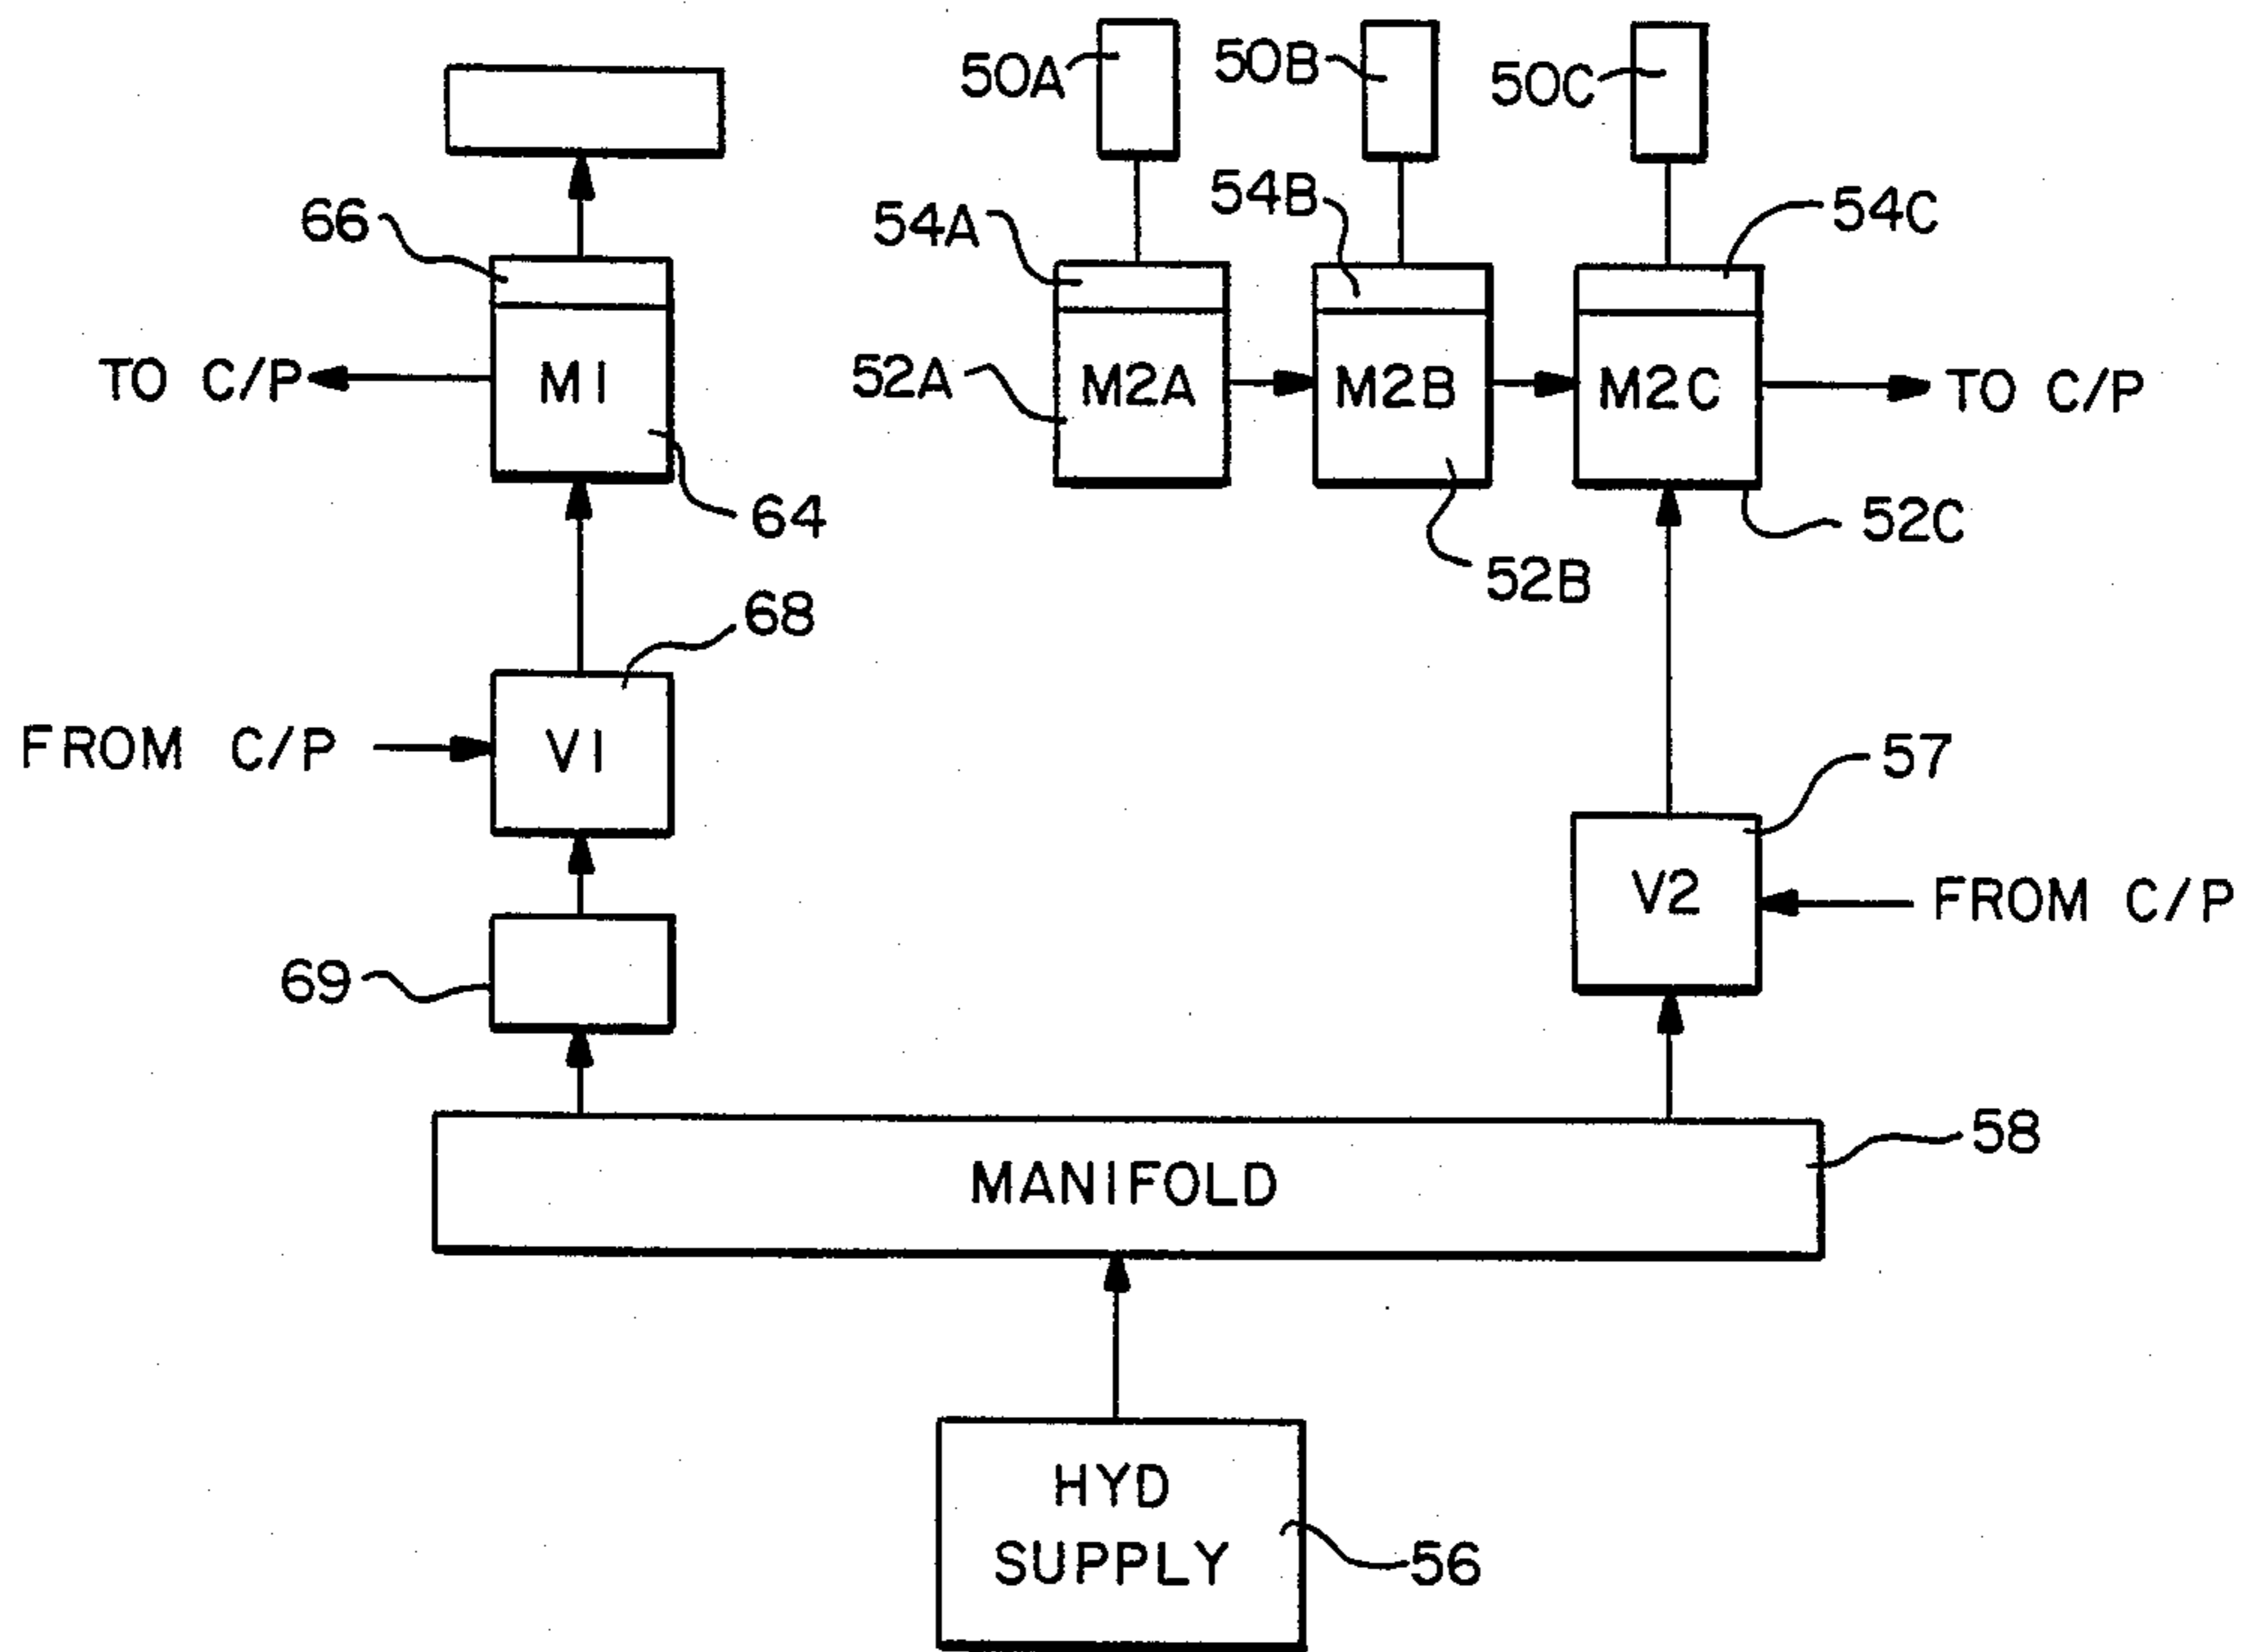 50A
50B
50C
66
54A
54B
54C
TO C/P
M1
52A
M2A
M2B
M2C
TO C/P
64
52C
52B
68
FROM C/P
V1
57
V2
FROM C/P
69
58
MANIFOLD
HYD
SUPPLY
56